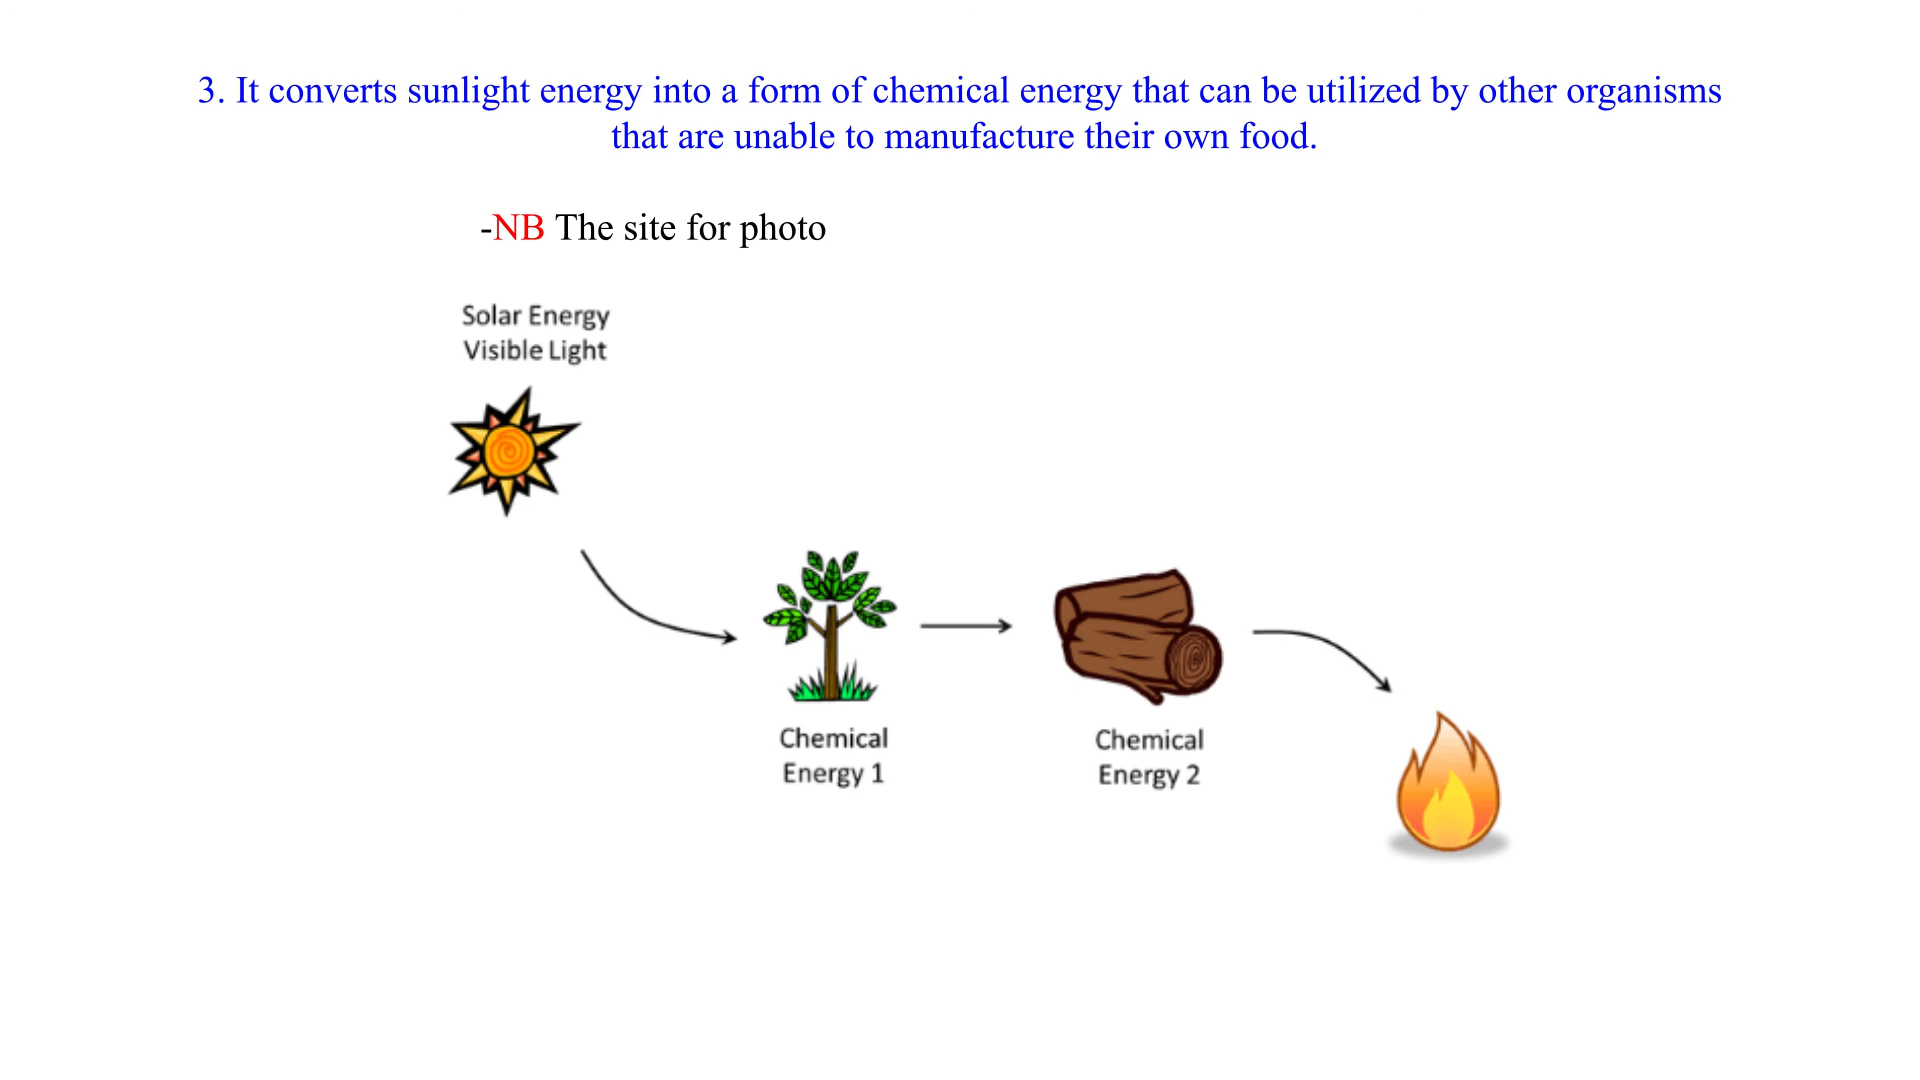 3. It converts sunlight energy into a form of chemical energy that can be utilized by other organisms
that are unable to manufacture their own food.
-NB The site for photo
Solar Energy
Visible Light
Chemical
Energy 1
Chemical
Energy 2